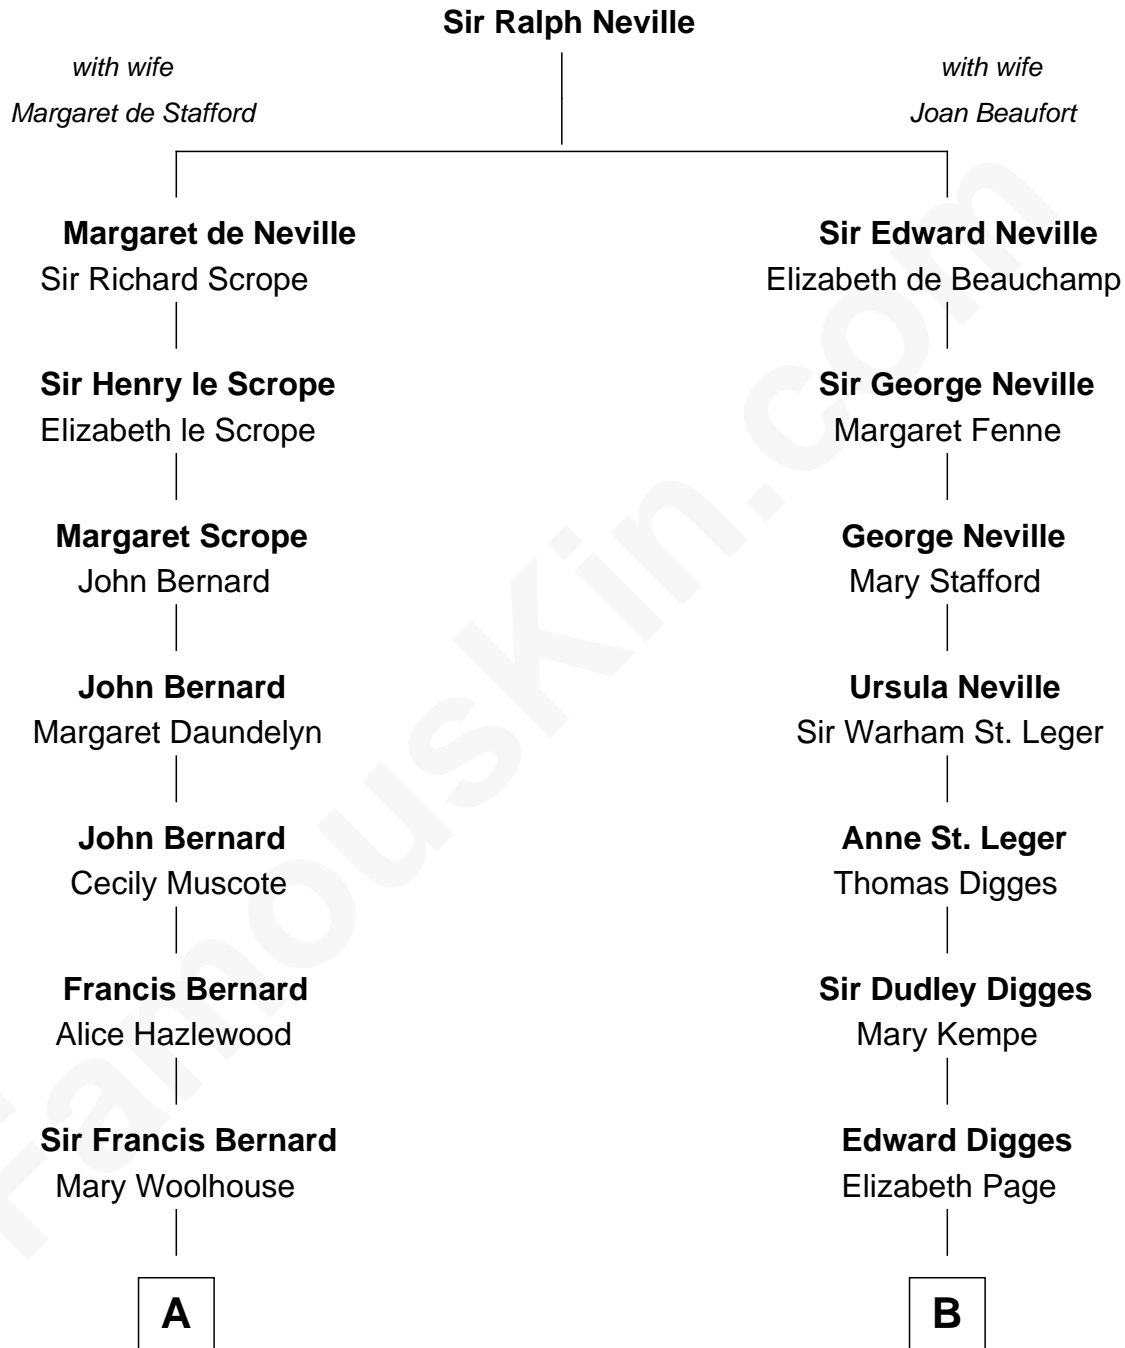 Sir Ralph Neville
with wife
Margaret de Stafford
with wife
Joan Beaufort
Margaret de Neville
Sir Richard Scrope
Sir Edward Neville
Elizabeth de Beauchamp
Sir Henry le Scrope
Elizabeth le Scrope
Sir George Neville
Margaret Fenne
Margaret Scrope
John Bernard
George Neville
Mary Stafford
John Bernard
Margaret Daundelyn
Ursula Neville
Sir Warham St. Leger
John Bernard
Cecily Muscote
Anne St. Leger
Thomas Digges
Francis Bernard
Alice Hazlewood
Sir Dudley Digges
Mary Kempe
Sir Francis Bernard
Mary Woolhouse
Edward Digges
Elizabeth Page
A
B
FamousKin.com